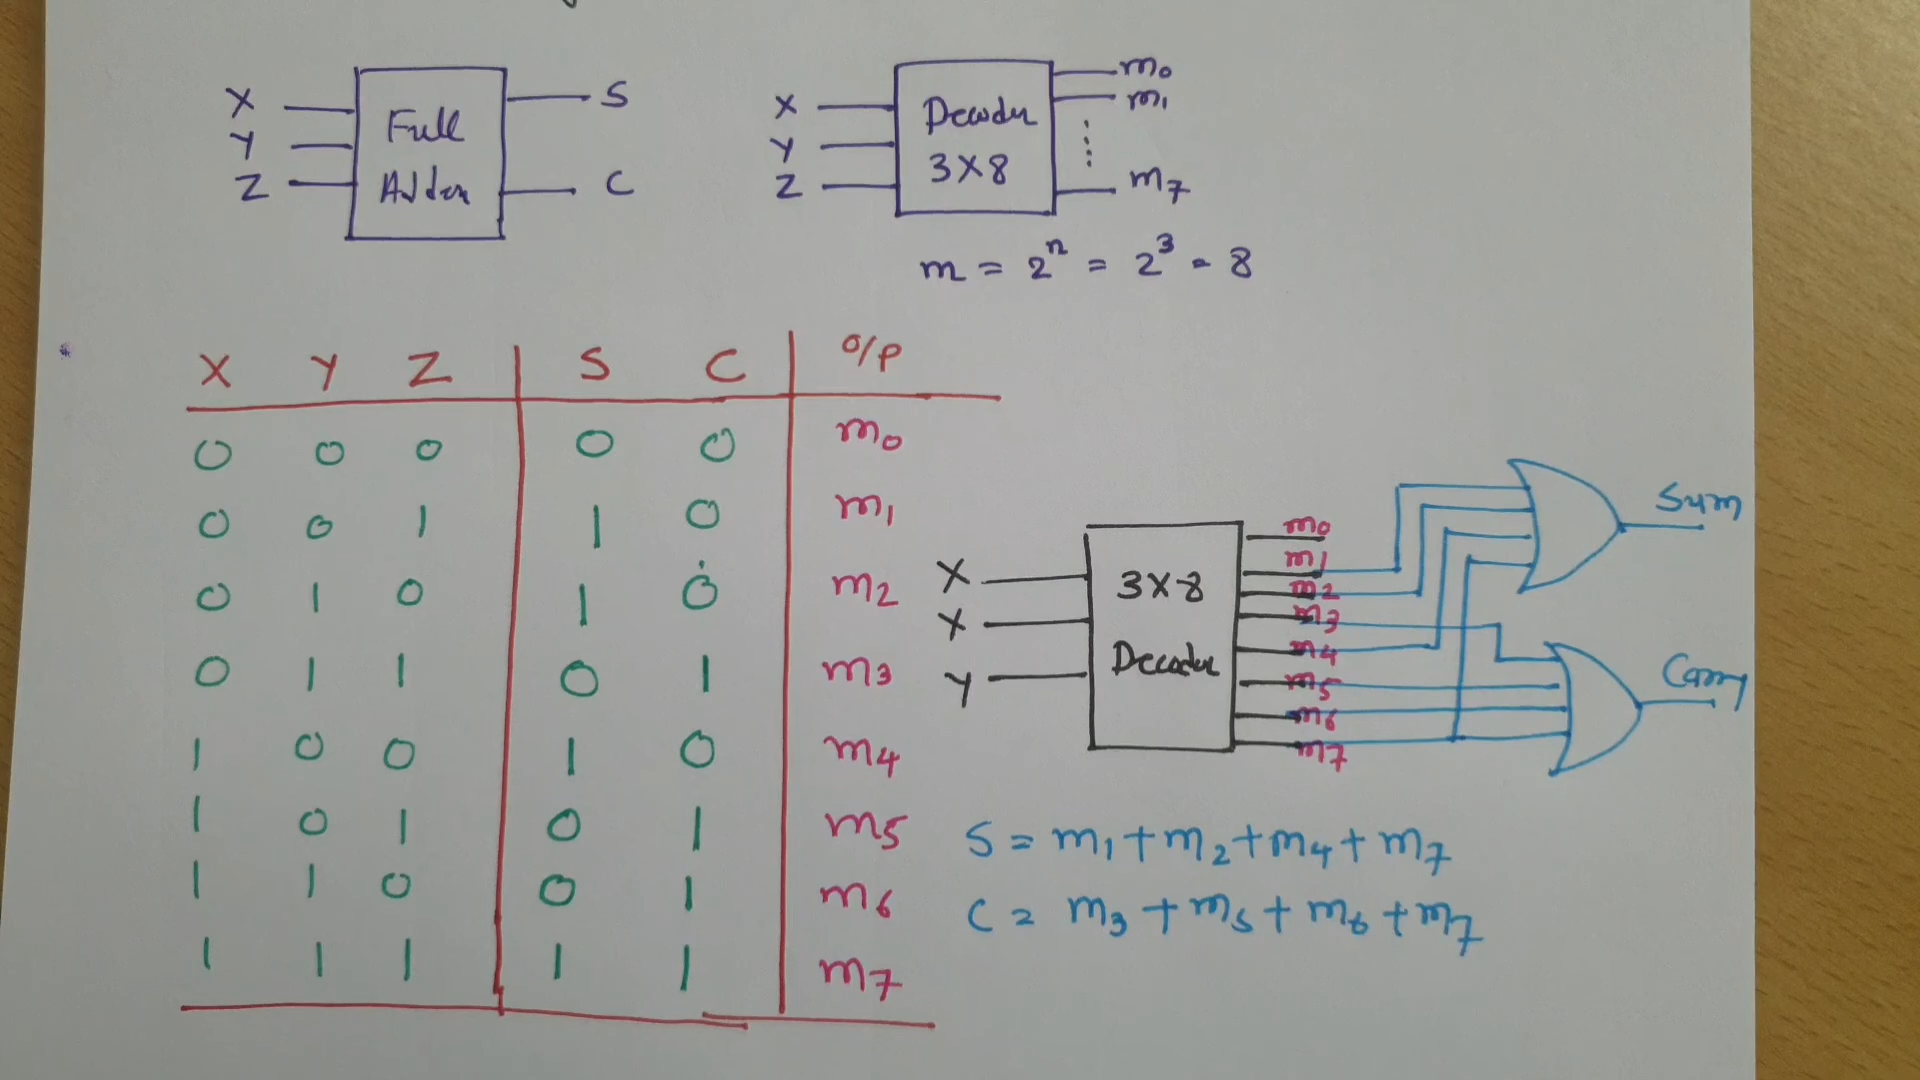 X
Y
Z
Full
Adder
S
C
X
Y
Z
Decoder
3X8
m0
m1
m7
m = 2^n = 2^3 = 8
X Y Z S C O/P
0 0 0 0 0 m0
0 0 1 1 0 m1
0 1 0 1 0 m2
0 1 1 0 1 m3
1 0 0 1 0 m4
1 0 1 0 1 m5
1 1 0 0 1 m6
1 1 1 1 1 m7
X
X
Y
3X8
Decoder
m0
m1
m2
m3
m4
m5
m6
m7
Sum
Carry
S = m1 + m2 + m4 + m7
C = m3 + m5 + m6 + m7